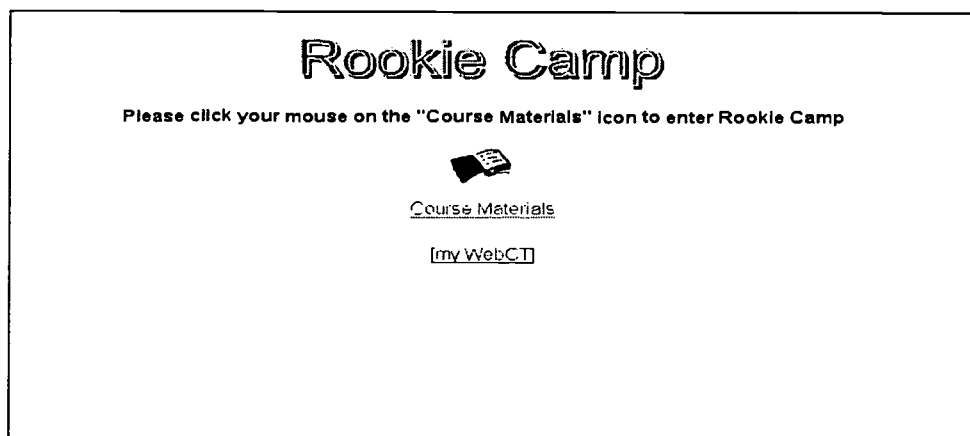 Rookie Camp
Please click your mouse on the "Course Materials" icon to enter Rookie Camp
Course Materials
[my WebCT]